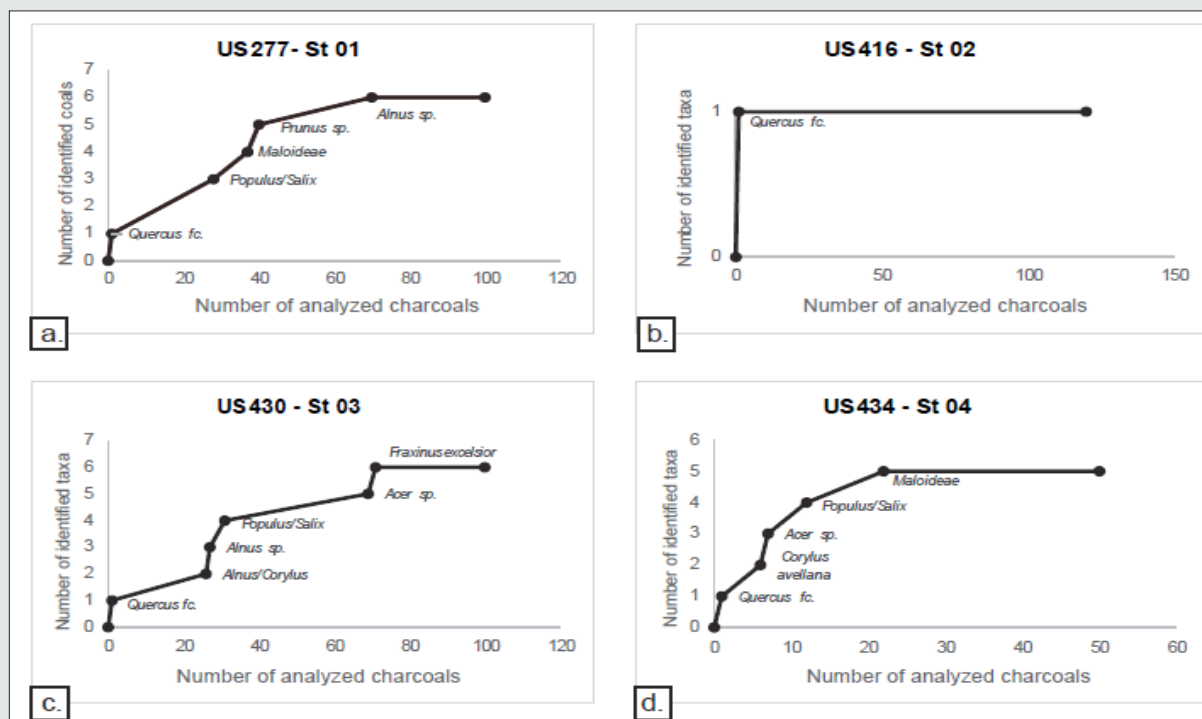 US277- St 01
Number of identified coals
7
6
5
4
3
2
1
0
Alnus sp.
Prunus sp.
Maloideae
Populus/Salix
Quercus fc.
0 20 40 60 80 100 120
Number of analyzed charcoals
a.
US416 - St 02
Number of identified taxa
1
0
Quercus fc.
0 50 100 150
Number of analyzed charcoals
b.
US430 - St 03
Number of identified taxa
7
6
5
4
3
2
1
0
Fraxinus excelsior
Acer sp.
Populus/Salix
Alnus sp.
Alnus/Corylus
Quercus fc.
0 20 40 60 80 100 120
Number of analyzed charcoals
c.
US434 - St 04
Number of identified taxa
6
5
4
3
2
1
0
Maloideae
Populus/Salix
Acer sp.
Corylus
avellana
Quercus fc.
0 10 20 30 40 50 60
Number of analyzed charcoals
d.